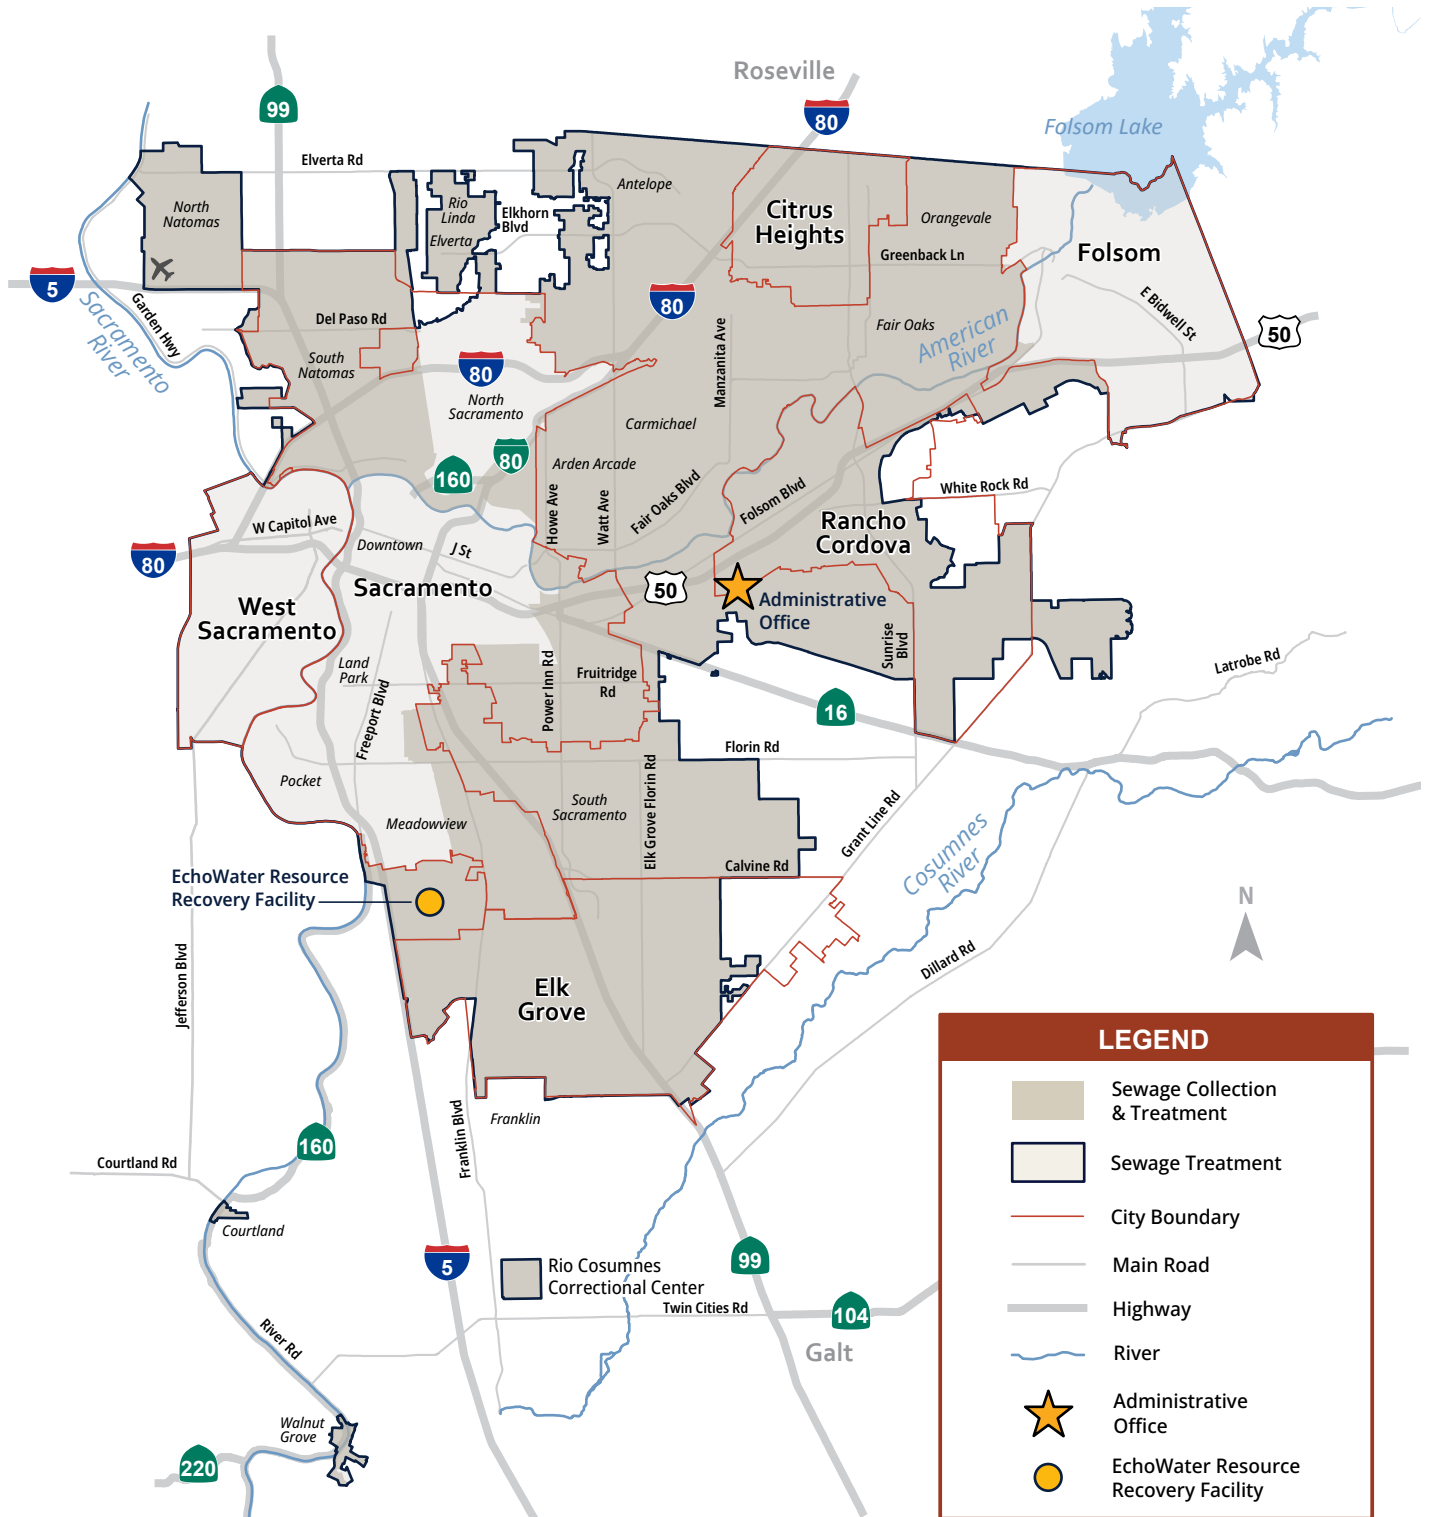 Roseville
99
80
Folsom Lake
Elverta Rd
North
Natomas
Rio
Linda
Elverta
Elkhorn
Blvd
Antelope
Citrus
Heights
Orangevale
Greenback Ln
Folsom
5
Sacramento
River
Garden Hwy
Del Paso Rd
80
Manzanita Ave
Fair Oaks
American
River
E Bidwell St
50
South
Natomas
80
North
Sacramento
Carmichael
80
160
Arden Arcade
Howe Ave
Watt Ave
Fair Oaks Blvd
Folsom Blvd
White Rock Rd
Rancho
Cordova
W Capitol Ave
Downtown
J St
80
Sacramento
50
Administrative
Office
West
Sacramento
Sunrise
Blvd
Land
Park
Freeport Blvd
Power Inn Rd
Fruitridge
Rd
Latrobe Rd
16
Florin Rd
Pocket
Elk Grove Florin Rd
South
Sacramento
Meadowview
Grant Line Rd
Cosumnes
River
Calvine Rd
EchoWater Resource
Recovery Facility
N
Jefferson Blvd
Dillard Rd
Elk
Grove
Franklin Blvd
Franklin
160
Courtland Rd
Courtland
5
Rio Cosumnes
Correctional Center
99
Twin Cities Rd
104
Galt
River Rd
Walnut
Grove
220
LEGEND
Sewage Collection
& Treatment
Sewage Treatment
City Boundary
Main Road
Highway
River
Administrative
Office
EchoWater Resource
Recovery Facility